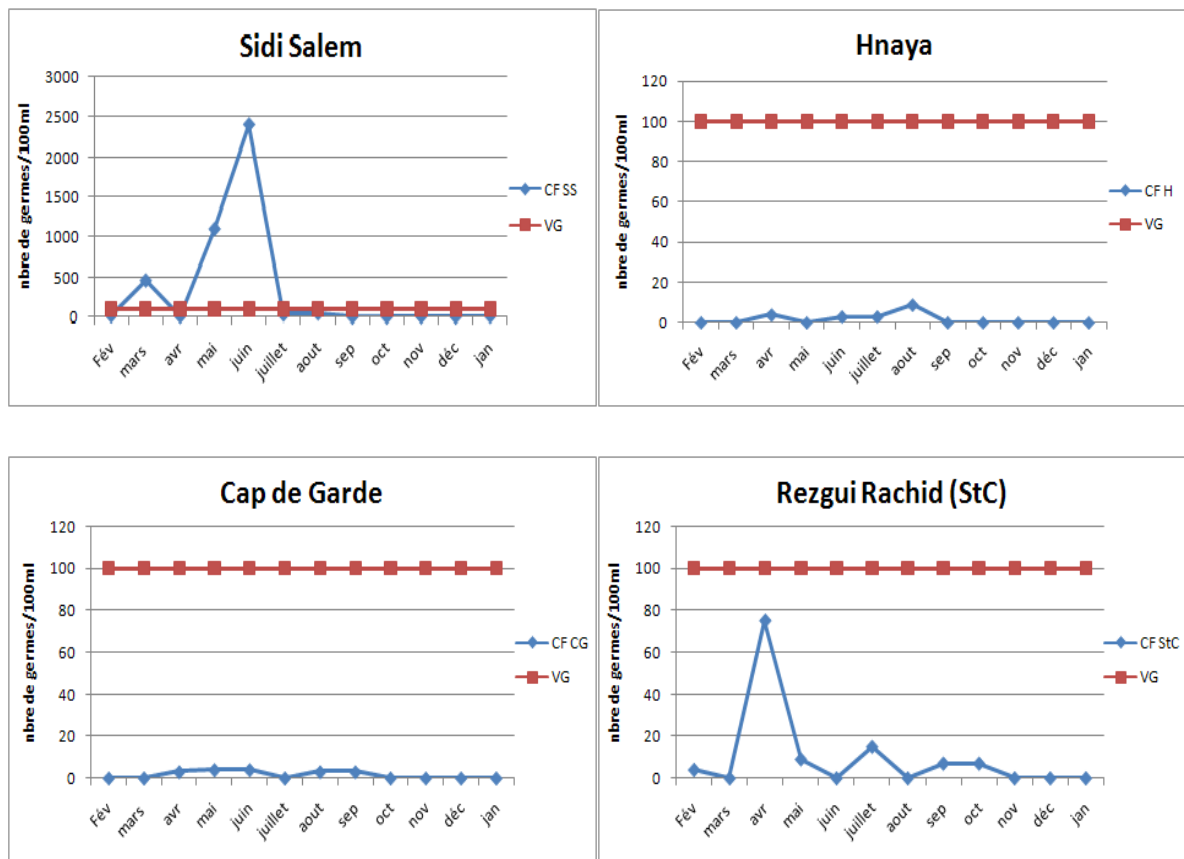 Sidi Salem
nbre de germes/100ml
3000
2500
2000
1500
1000
500
0
Fév
mars
avr
mai
juin
juillet
aout
sep
oct
nov
déc
jan
CF SS
VG
Hnaya
nbre de germes/100ml
120
100
80
60
40
20
0
Fév
mars
avr
mai
juin
juillet
aout
sep
oct
nov
déc
jan
CF H
VG
Cap de Garde
nbre de germes/100ml
120
100
80
60
40
20
0
Fév
mars
avr
mai
juin
juillet
aout
sep
oct
nov
déc
jan
CF CG
VG
Rezgui Rachid (StC)
nbre de germes/100ml
120
100
80
60
40
20
0
Fév
mars
avr
mai
juin
juillet
aout
sep
oct
nov
déc
jan
CF StC
VG